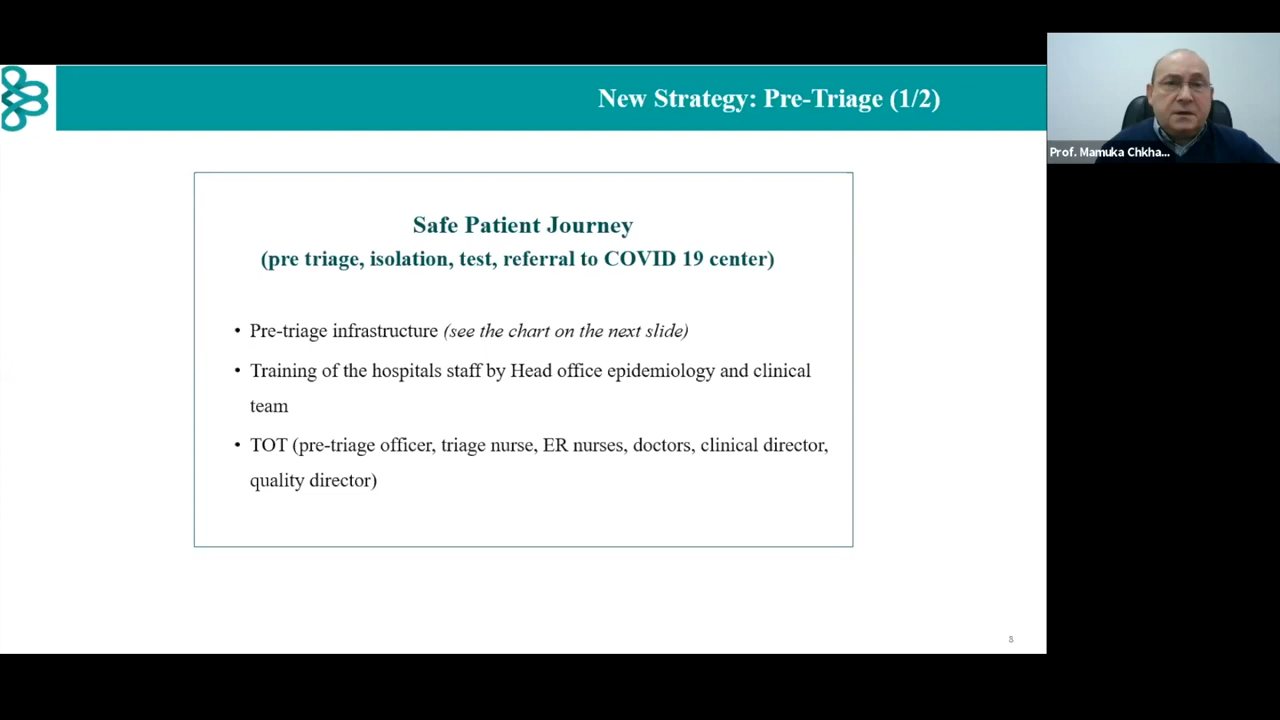 New Strategy: Pre-Triage (1/2)
Prof. Mamuka Chkha...
Safe Patient Journey
(pre triage, isolation, test, referral to COVID 19 center)
• Pre-triage infrastructure (see the chart on the next slide)
• Training of the hospitals staff by Head office epidemiology and clinical
team
• TOT (pre-triage officer, triage nurse, ER nurses, doctors, clinical director,
quality director)
8